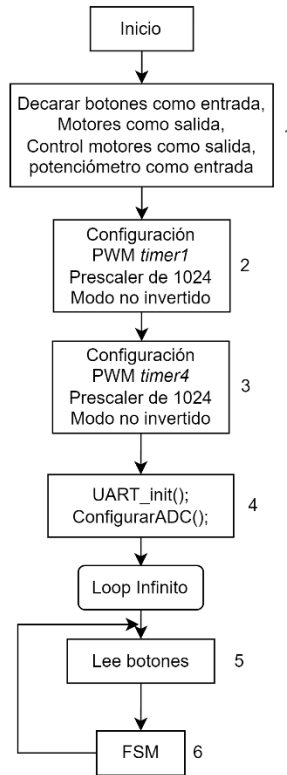 Inicio
Decarar botones como entrada,
Motores como salida,
Control motores como salida,
potenciómetro como entrada
Configuración
PWM timer1
Prescaler de 1024
Modo no invertido
2
Configuración
PWM timer4
Prescaler de 1024
Modo no invertido
3
UART_init();
ConfigurarADC();
4
Loop Infinito
Lee botones
5
FSM
6